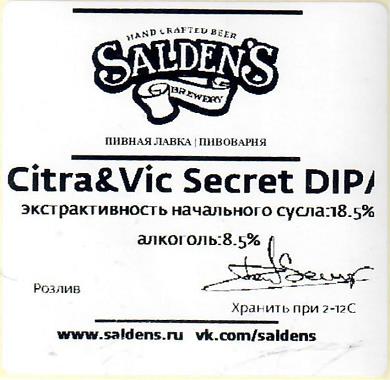 HAND CRAFTED BEER
SALDEN'S
BREWERY
ПИВНАЯ ЛАВКА | ПИВОВАРНЯ
Citra&Vic Secret DIPA
экстрактивность начального сусла:18.5%
алкоголь:8.5%
Розлив
Хранить при 2-12С
www.saldens.ru vk.com/saldens